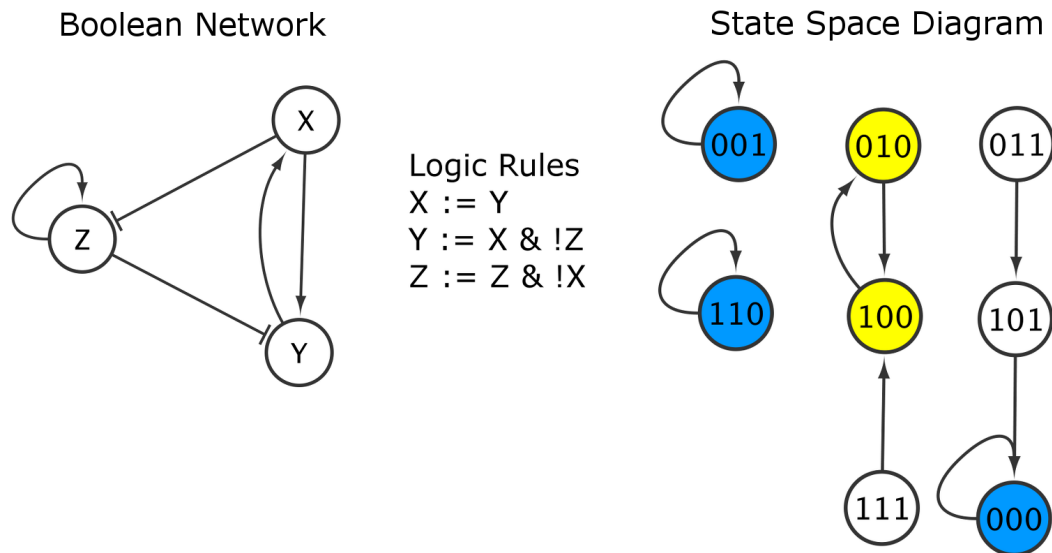 Boolean Network
X
Z
Y
Logic Rules
X := Y
Y := X & !Z
Z := Z & !X
State Space Diagram
001
010
011
110
100
101
111
000